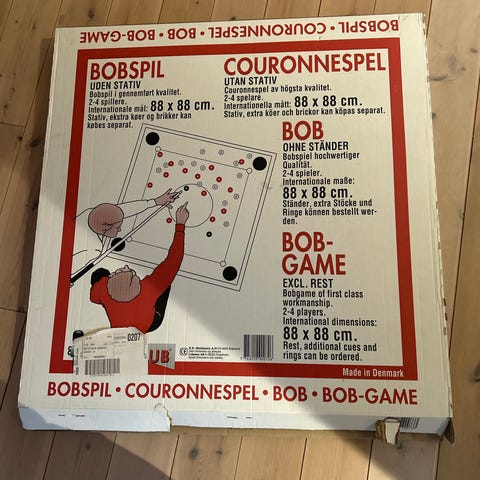 BOBSPIL • COURONNESPEL • BOB • BOB-GAME
BOBSPIL
UDEN STATIV
Bobspil i gennemført kvalitet.
2-4 spillere.
Internationale mål: 88 x 88 cm.
Stativ, ekstra køer og brikker kan
købes separat.
COURONNESPEL
UTAN STATIV
Couronnespel av högsta kvalitet.
2-4 spelare.
Internationella mått: 88 x 88 cm.
Stativ, extra köer och brickor kan köpas separat.
BOB
OHNE STÄNDER
Bobspiel hochwertiger
Qualität.
2-4 spieler.
Internationale maße:
88 x 88 cm.
Ständer, extra Stöcke und
Ringe können bestellt wer-
den.
BOB-
GAME
EXCL. REST
Bobgame of first class
workmanship.
2-4 players.
International dimensions:
88 x 88 cm.
Rest, additional cues and
rings can be ordered.
0207
Made in Denmark
BOBSPIL • COURONNESPEL • BOB • BOB-GAME